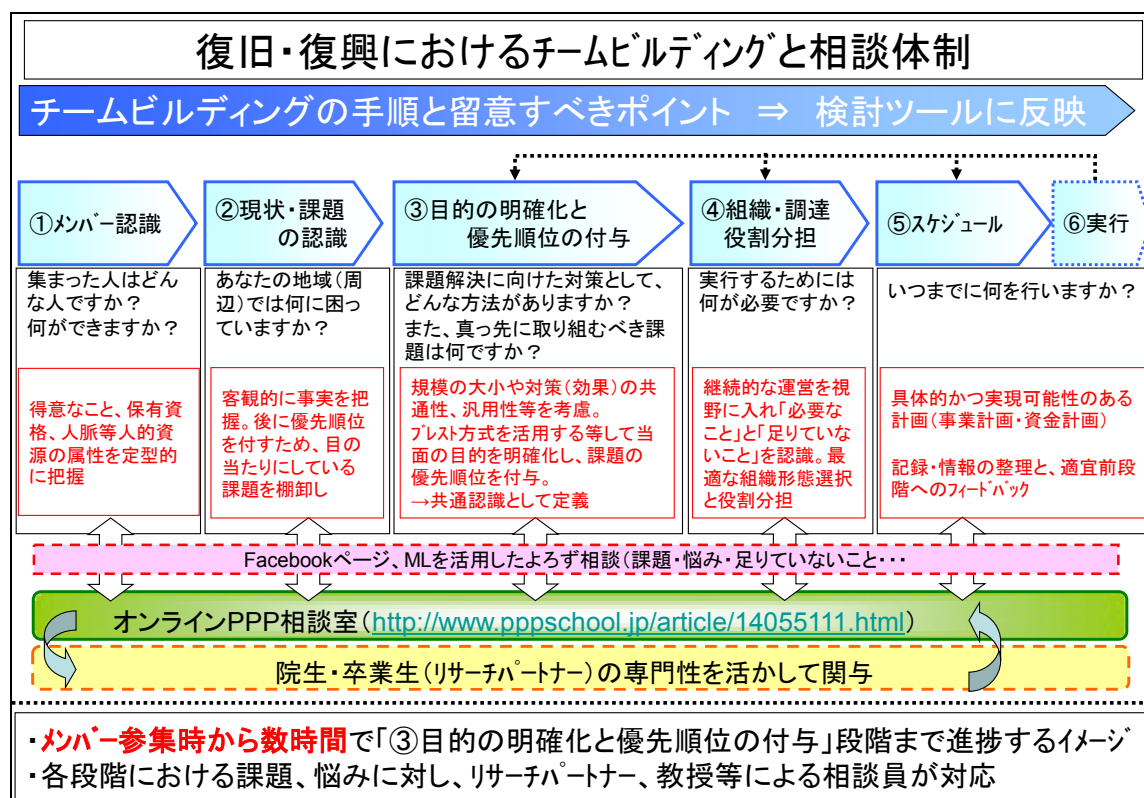 復旧・復興におけるチームビルディングと相談体制
チームビルディングの手順と留意すべきポイント ⇒ 検討ツールに反映
①メンバー認識
②現状・課題
の認識
③目的の明確化と
優先順位の付与
④組織・調達
役割分担
⑤スケジュール
⑥実行
集まった人はどん
な人ですか？
何ができますか？
あなたの地域（周
辺）では何に困っ
ていますか？
課題解決に向けた対策として、
どんな方法がありますか？
また、真っ先に取り組むべき課
題は何ですか？
実行するためには
何が必要ですか？
いつまでに何を行いますか？
得意なこと、保有資
格、人脈等人的資
源の属性を定型的
に把握
客観的に事実を把
握。後に優先順位
を付すため、目の
当たりにしている
課題を棚卸し
規模の大小や対策（効果）の共
通性、汎用性等を考慮。
ブレスト方式を活用する等して当
面の目的を明確化し、課題の
優先順位を付与。
→共通認識として定義
継続的な運営を視
野に入れ「必要な
こと」と「足りていな
いこと」を認識。最
適な組織形態選択
と役割分担
具体的かつ実現可能性のある
計画（事業計画・資金計画）
記録・情報の整理と、適宜前段
階へのフィードバック
Facebookページ、MLを活用したよろず相談（課題・悩み・足りていないこと・・・
オンラインPPP相談室（http://www.pppschool.jp/article/14055111.html）
院生・卒業生（リサーチパートナー）の専門性を活かして関与
・メンバー参集時から数時間で「③目的の明確化と優先順位の付与」段階まで進捗するイメージ
・各段階における課題、悩みに対し、リサーチパートナー、教授等による相談員が対応